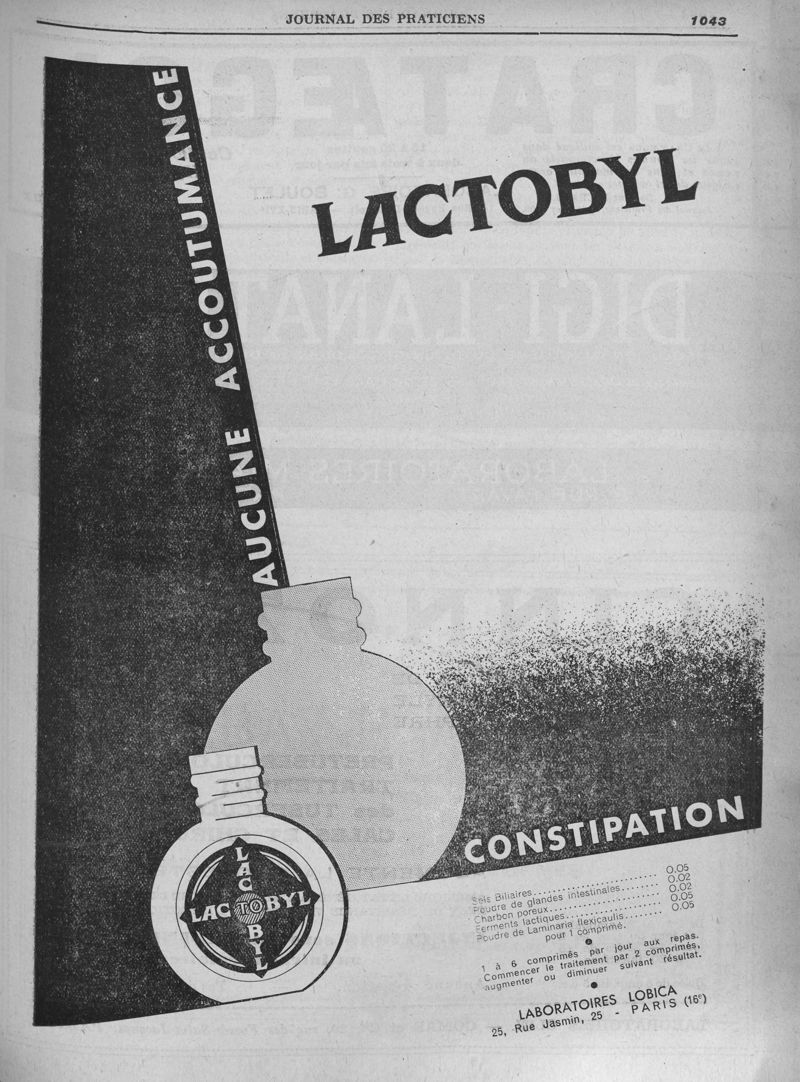 JOURNAL DES PRATICIENS
1043
LACTOBYL
AUCUNE ACCOUTUMANCE
LACTOBYL
LACTOBYL
CONSTIPATION
Sels Biliaires 0.05
Poudre de glandes intestinales 0.02
Charbon poreux 0.02
Ferments lactiques 0.05
Poudre de Laminaria flexicaulis 0.05
pour 1 comprimé.
1 à 6 comprimés par jour aux repas.
Commencer le traitement par 2 comprimés,
augmenter ou diminuer suivant résultat.
LABORATOIRES LOBICA
25, Rue Jasmin, 25 - PARIS (16e)